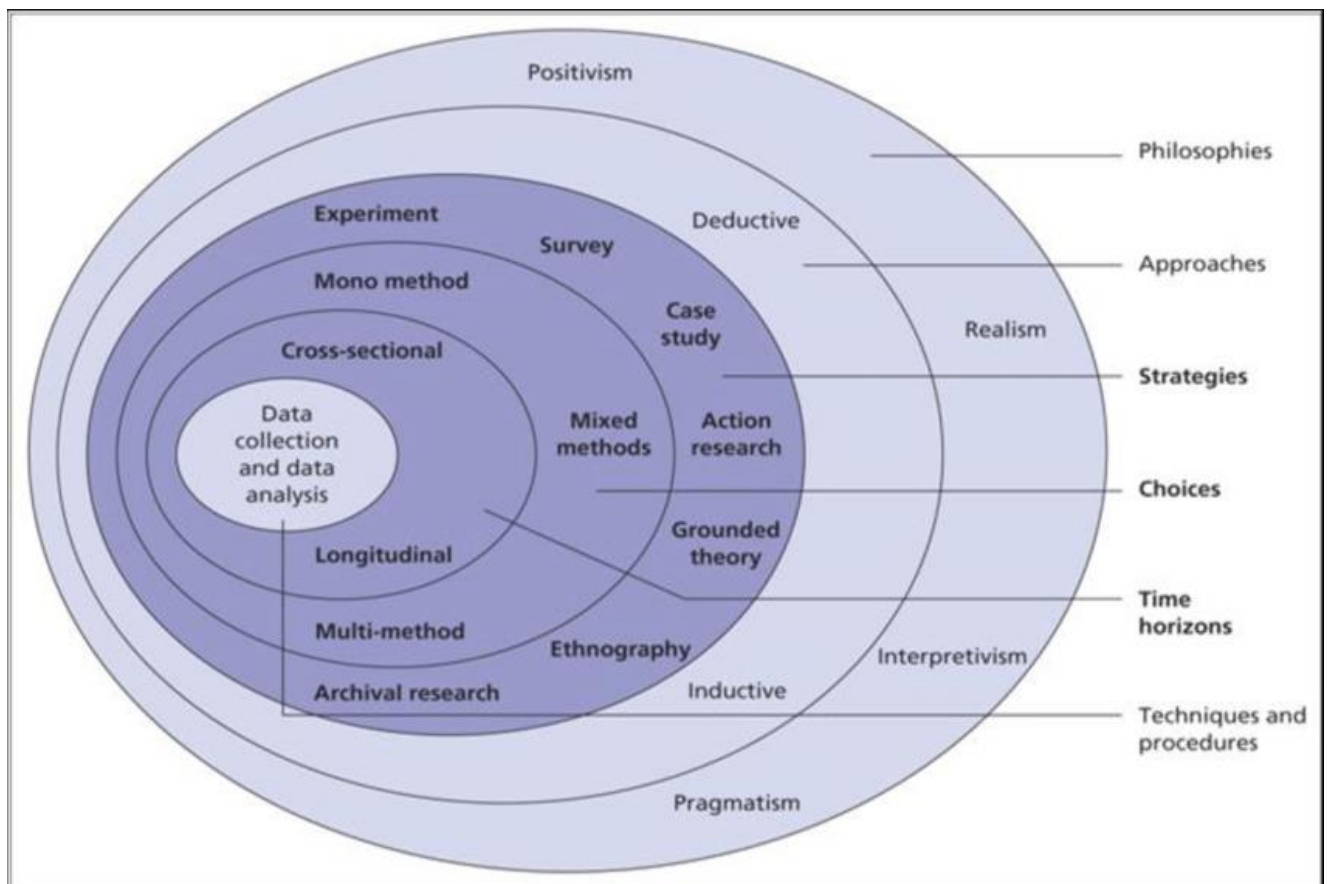 Positivism
Philosophies
Experiment
Deductive
Survey
Approaches
Mono method
Case
study
Realism
Cross-sectional
Strategies
Data
collection
and data
analysis
Mixed
methods
Action
research
Choices
Grounded
theory
Longitudinal
Time
horizons
Multi-method
Ethnography
Interpretivism
Archival research
Inductive
Techniques and
procedures
Pragmatism